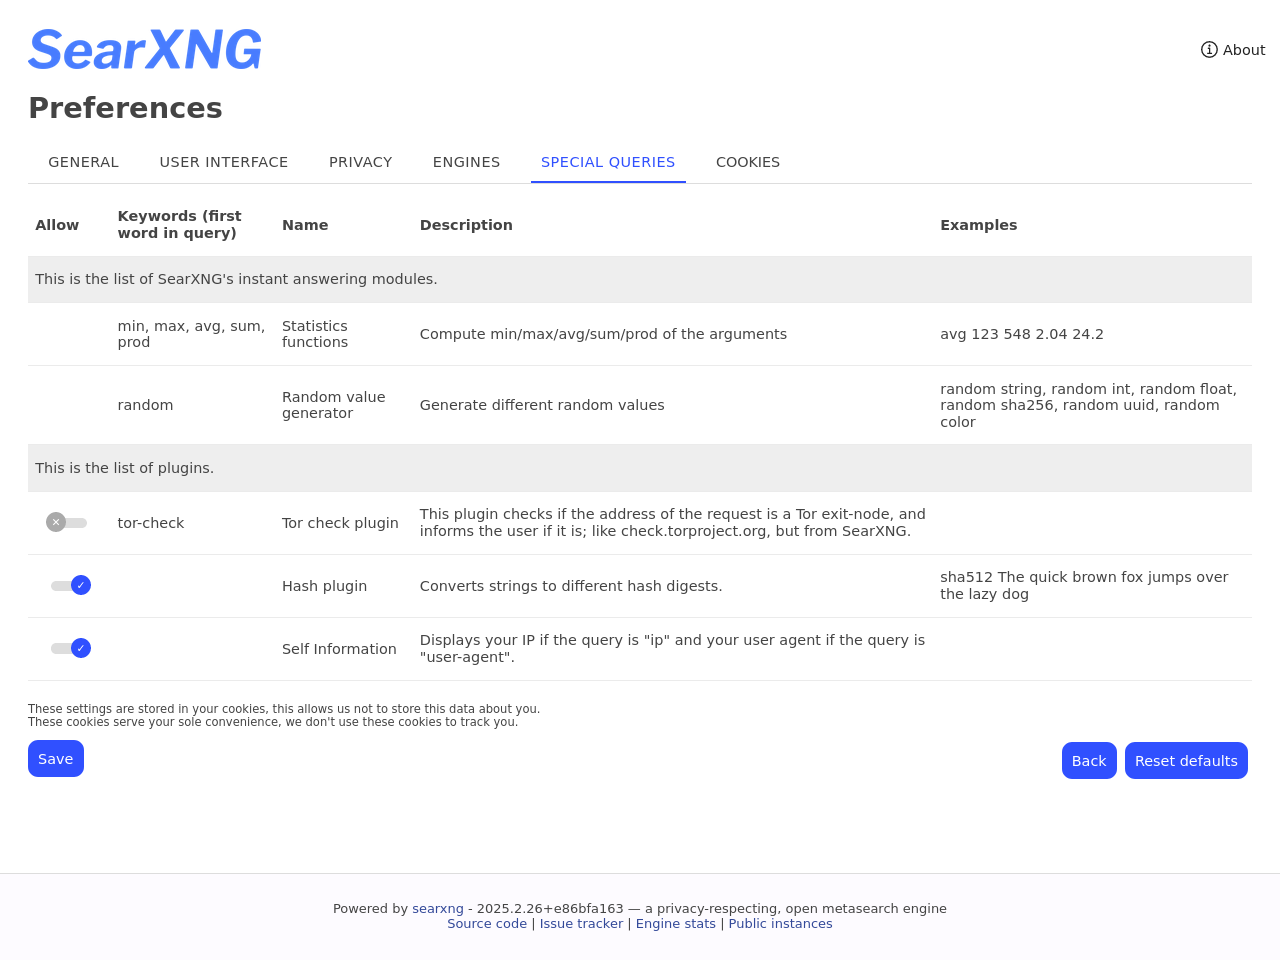 SearXNG
About
Preferences
GENERAL USER INTERFACE PRIVACY ENGINES SPECIAL QUERIES COOKIES
Allow
Keywords (first
word in query)
Name
Description
Examples
This is the list of SearXNG's instant answering modules.
min, max, avg, sum,
prod
Statistics
functions
Compute min/max/avg/sum/prod of the arguments
avg 123 548 2.04 24.2
random
Random value
generator
Generate different random values
random string, random int, random float,
random sha256, random uuid, random
color
This is the list of plugins.
tor-check
Tor check plugin
This plugin checks if the address of the request is a Tor exit-node, and
informs the user if it is; like check.torproject.org, but from SearXNG.
Hash plugin
Converts strings to different hash digests.
sha512 The quick brown fox jumps over
the lazy dog
Self Information
Displays your IP if the query is "ip" and your user agent if the query is
"user-agent".
These settings are stored in your cookies, this allows us not to store this data about you.
These cookies serve your sole convenience, we don't use these cookies to track you.
Save
Back
Reset defaults
Powered by searxng - 2025.2.26+e86bfa163 — a privacy-respecting, open metasearch engine
Source code | Issue tracker | Engine stats | Public instances